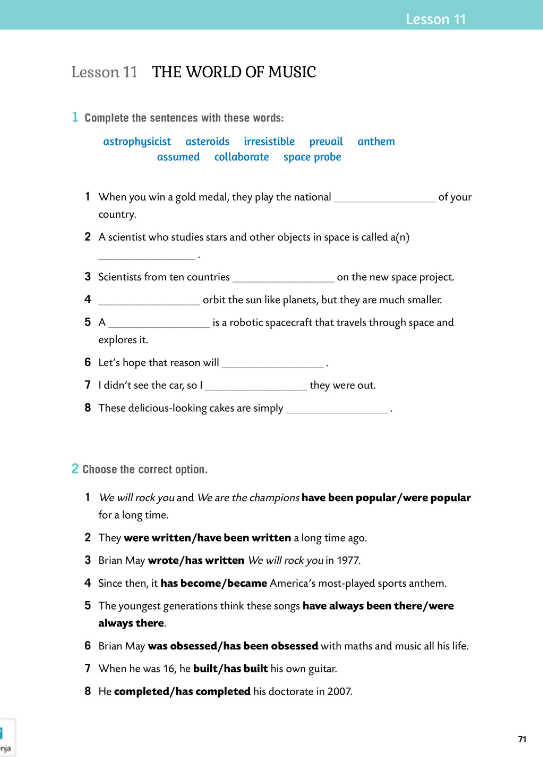 Lesson 11
Lesson 11 THE WORLD OF MUSIC
1 Complete the sentences with these words:
astrophysicist asteroids irresistible prevail anthem
assumed collaborate space probe
1 When you win a gold medal, they play the national __________________ of your
country.
2 A scientist who studies stars and other objects in space is called a(n)
__________________ .
3 Scientists from ten countries __________________ on the new space project.
4 __________________ orbit the sun like planets, but they are much smaller.
5 A __________________ is a robotic spacecraft that travels through space and
explores it.
6 Let's hope that reason will __________________ .
7 I didn't see the car, so I __________________ they were out.
8 These delicious-looking cakes are simply __________________ .
2 Choose the correct option.
1 We will rock you and We are the champions have been popular/were popular
for a long time.
2 They were written/have been written a long time ago.
3 Brian May wrote/has written We will rock you in 1977.
4 Since then, it has become/became America's most-played sports anthem.
5 The youngest generations think these songs have always been there/were
always there.
6 Brian May was obsessed/has been obsessed with maths and music all his life.
7 When he was 16, he built/has built his own guitar.
8 He completed/has completed his doctorate in 2007.
71